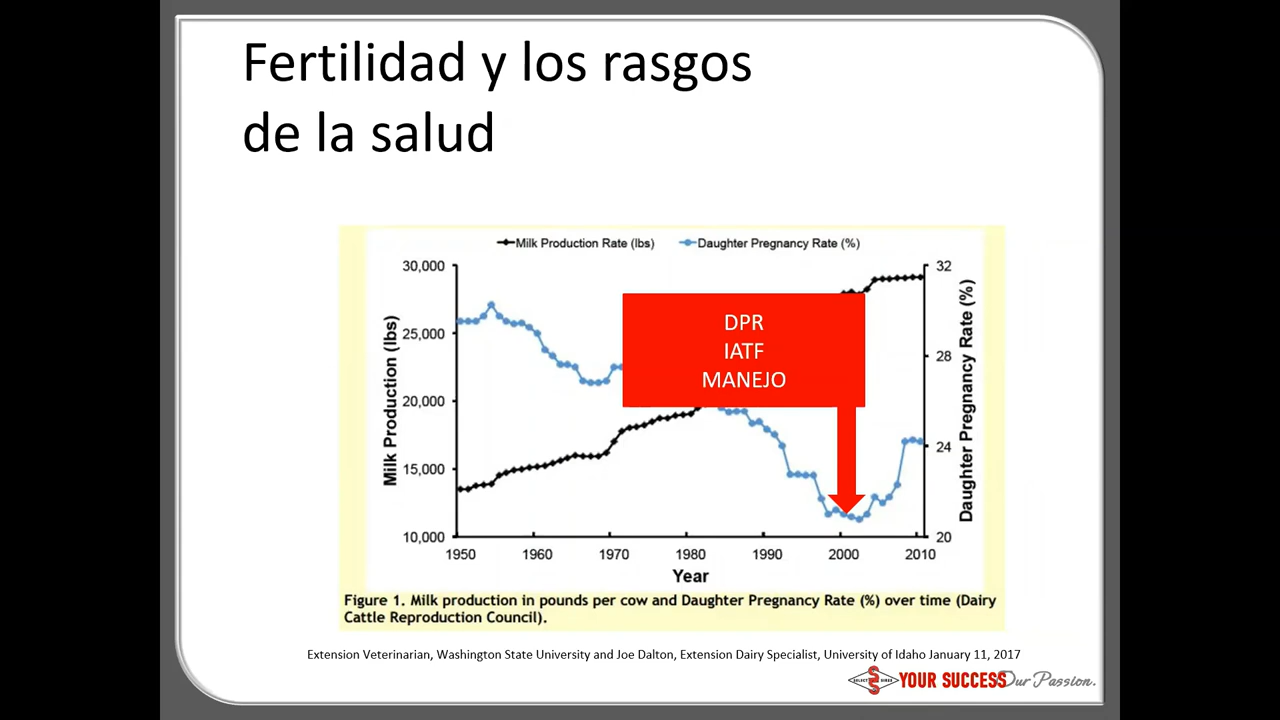 Fertilidad y los rasgos
de la salud
Milk Production Rate (lbs)
Daughter Pregnancy Rate (%)
30,000
25,000
20,000
15,000
10,000
Milk Production (lbs)
DPR
IATF
MANEJO
32
28
24
20
Daughter Pregnancy Rate (%)
1950
1960
1970
1980
1990
2000
2010
Year
Figure 1. Milk production in pounds per cow and Daughter Pregnancy Rate (%) over time (Dairy
Cattle Reproduction Council).
Extension Veterinarian, Washington State University and Joe Dalton, Extension Dairy Specialist, University of Idaho January 11, 2017
SELECT SIRES YOUR SUCCESS Our Passion.